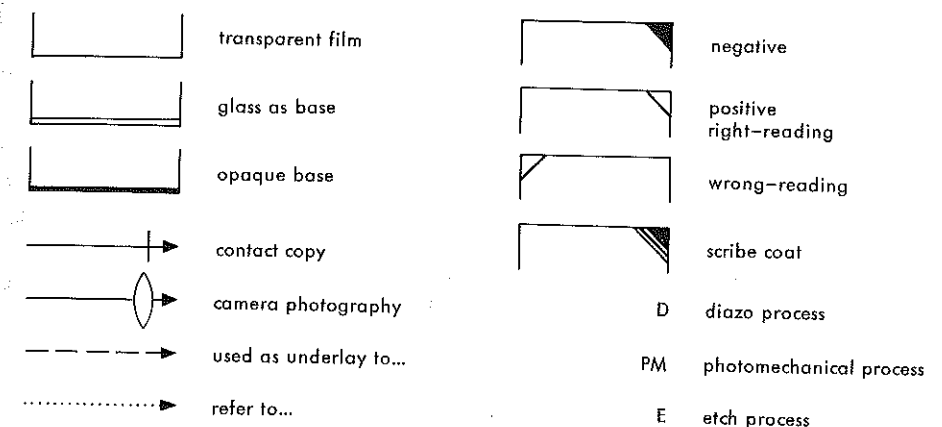 transparent film
glass as base
opaque base
contact copy
camera photography
used as underlay to...
refer to...
negative
positive
right-reading
wrong-reading
scribe coat
D diazo process
PM photomechanical process
E etch process